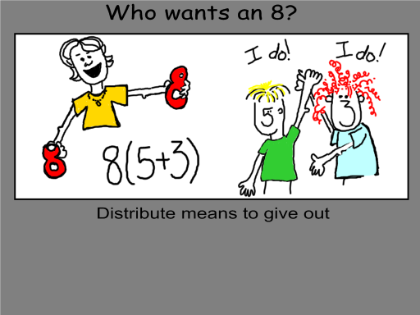 Who wants an 8?
I do!
I do!
8
8
5
3
8(5+3)
Distribute means to give out